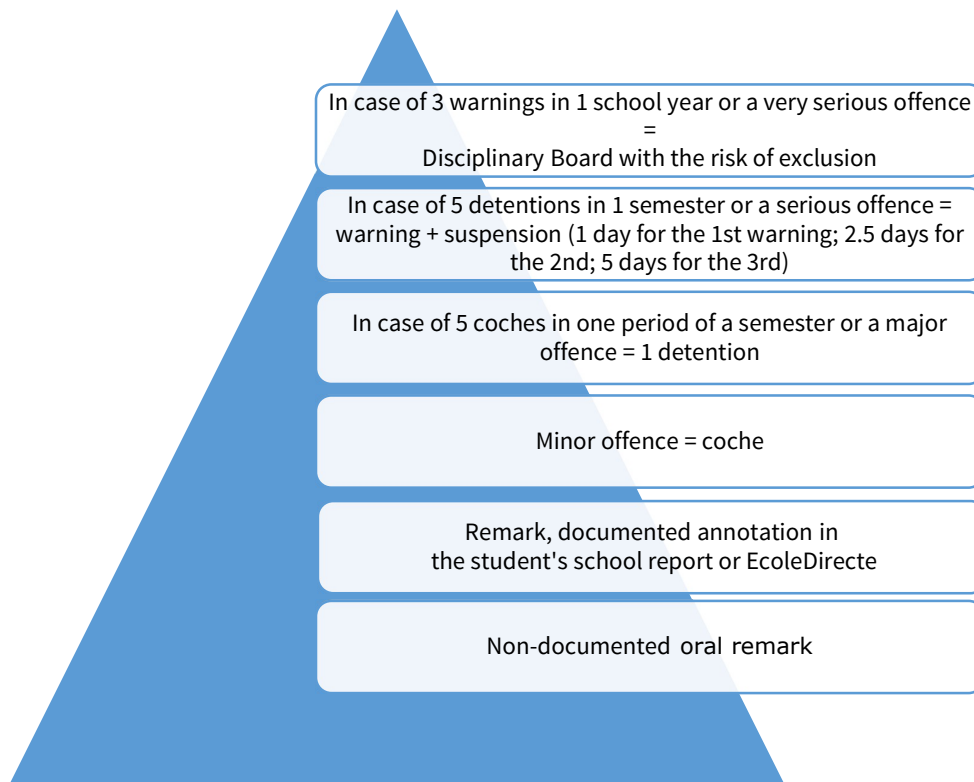 In case of 3 warnings in 1 school year or a very serious offence
=
Disciplinary Board with the risk of exclusion
In case of 5 detentions in 1 semester or a serious offence =
warning + suspension (1 day for the 1st warning; 2.5 days for
the 2nd; 5 days for the 3rd)
In case of 5 coches in one period of a semester or a major
offence = 1 detention
Minor offence = coche
Remark, documented annotation in
the student's school report or EcoleDirecte
Non-documented oral remark